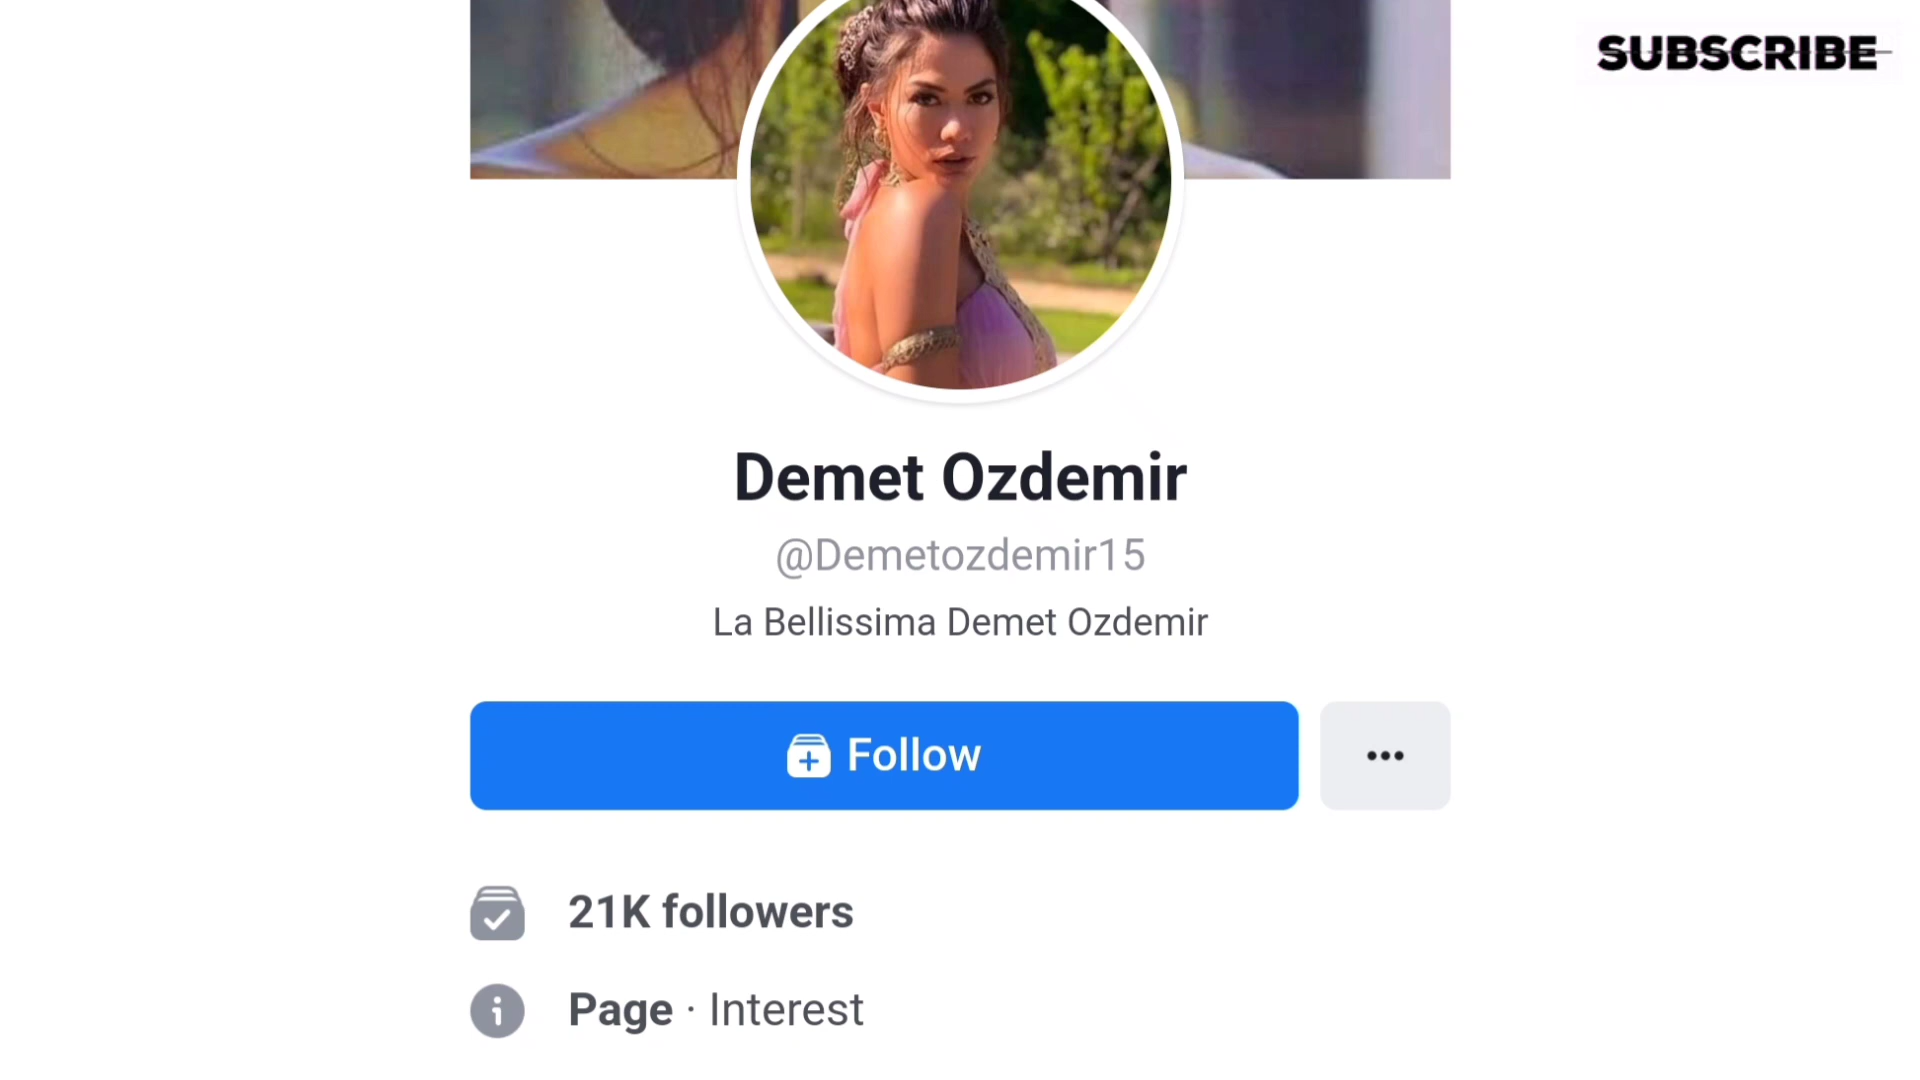 SUBSCRIBE
Demet Ozdemir
@Demetozdemir15
La Bellissima Demet Ozdemir
Follow
21K followers
Page · Interest